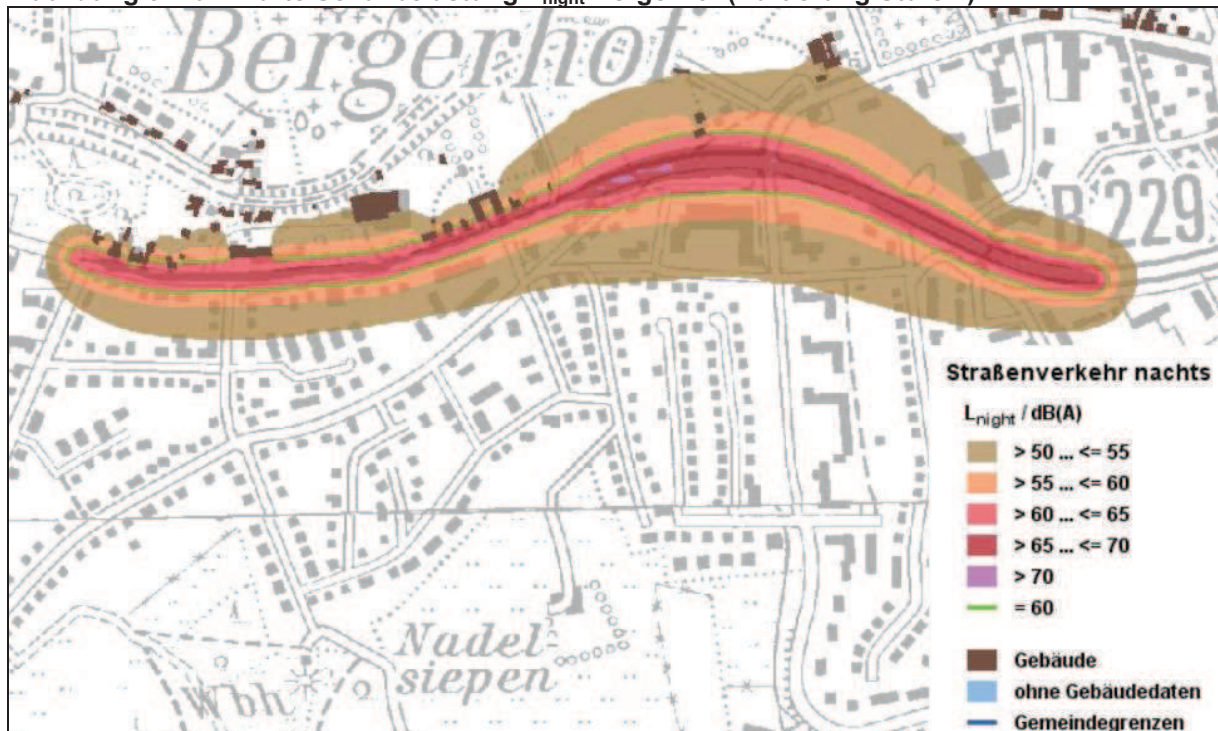 Bergerhof
B 229
Straßenverkehr nachts
Lnight / dB(A)
> 50 ... <= 55
> 55 ... <= 60
> 60 ... <= 65
> 65 ... <= 70
> 70
= 60
Gebäude
ohne Gebäudedaten
Gemeindegrenzen
Nadel-
siepen
Wbh